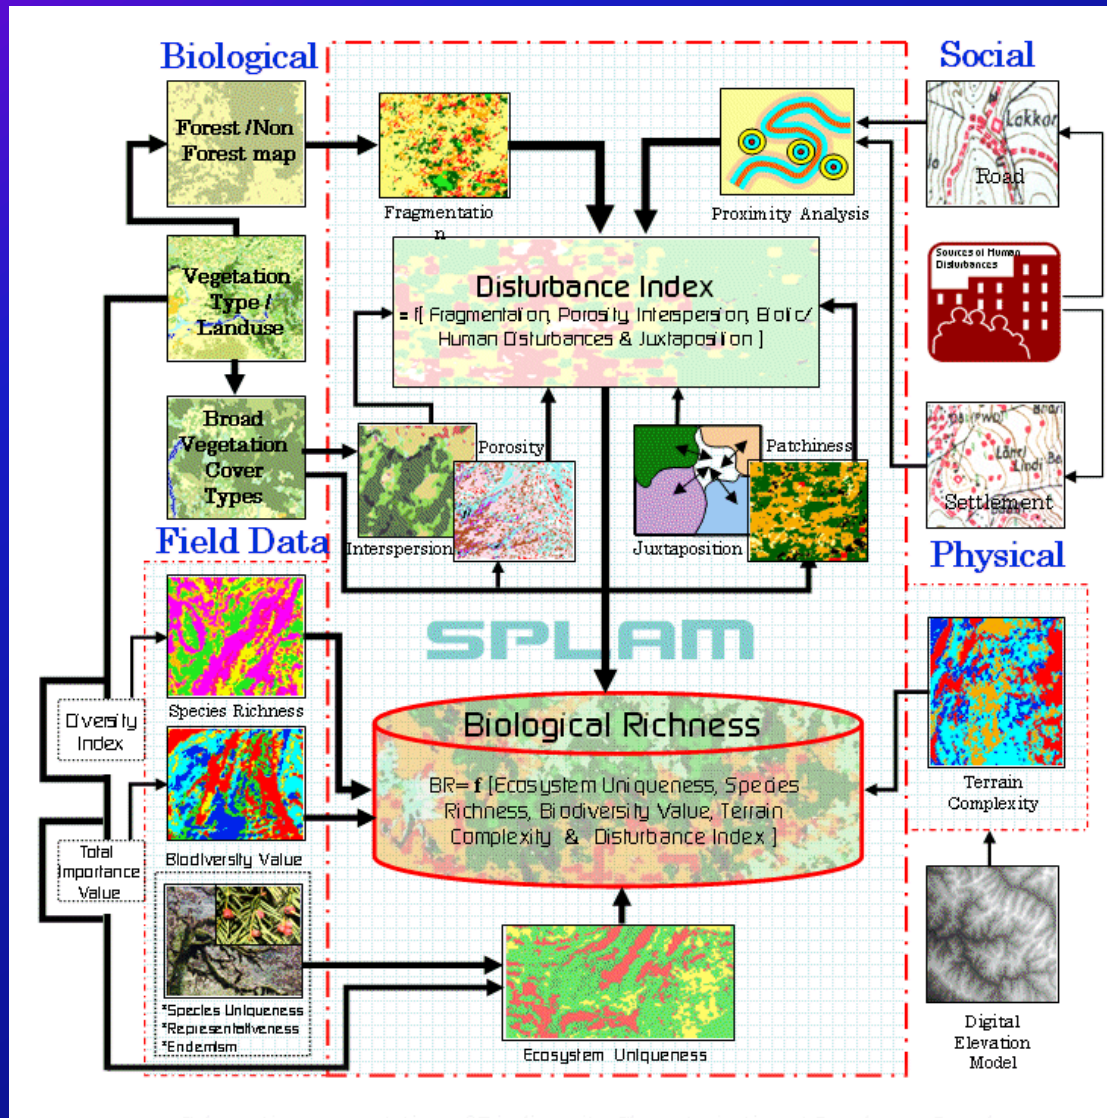 Biological
Social
Forest /Non
Forest map
Fragmentatio
n
Proximity Analysis
Lakkar
Road
Vegetation
Type /
Landuse
Sources of Human
Disturbances
Disturbance Index
= f[ Fragmentation, Porosity, Interspersion, Biotic/
Human Disturbances & Juxtaposition ]
Broad
Vegetation
Cover
Types
Porosity
Interspersion
Patchiness
Juxtaposition
(PWD)
Lindi
Settlement
Field Data
Physical
SPLAM
Species Richness
Diversity
Index
Biological Richness
BR= f [Ecosystem Uniqueness, Species
Richness, Biodiversity Value, Terrain
Complexity & Disturbance Index ]
Terrain
Complexity
Biodiversity Value
Total
Importance
Value
*Species Uniqueness
*Representativeness
*Endemism
Ecosystem Uniqueness
Digital
Elevation
Model